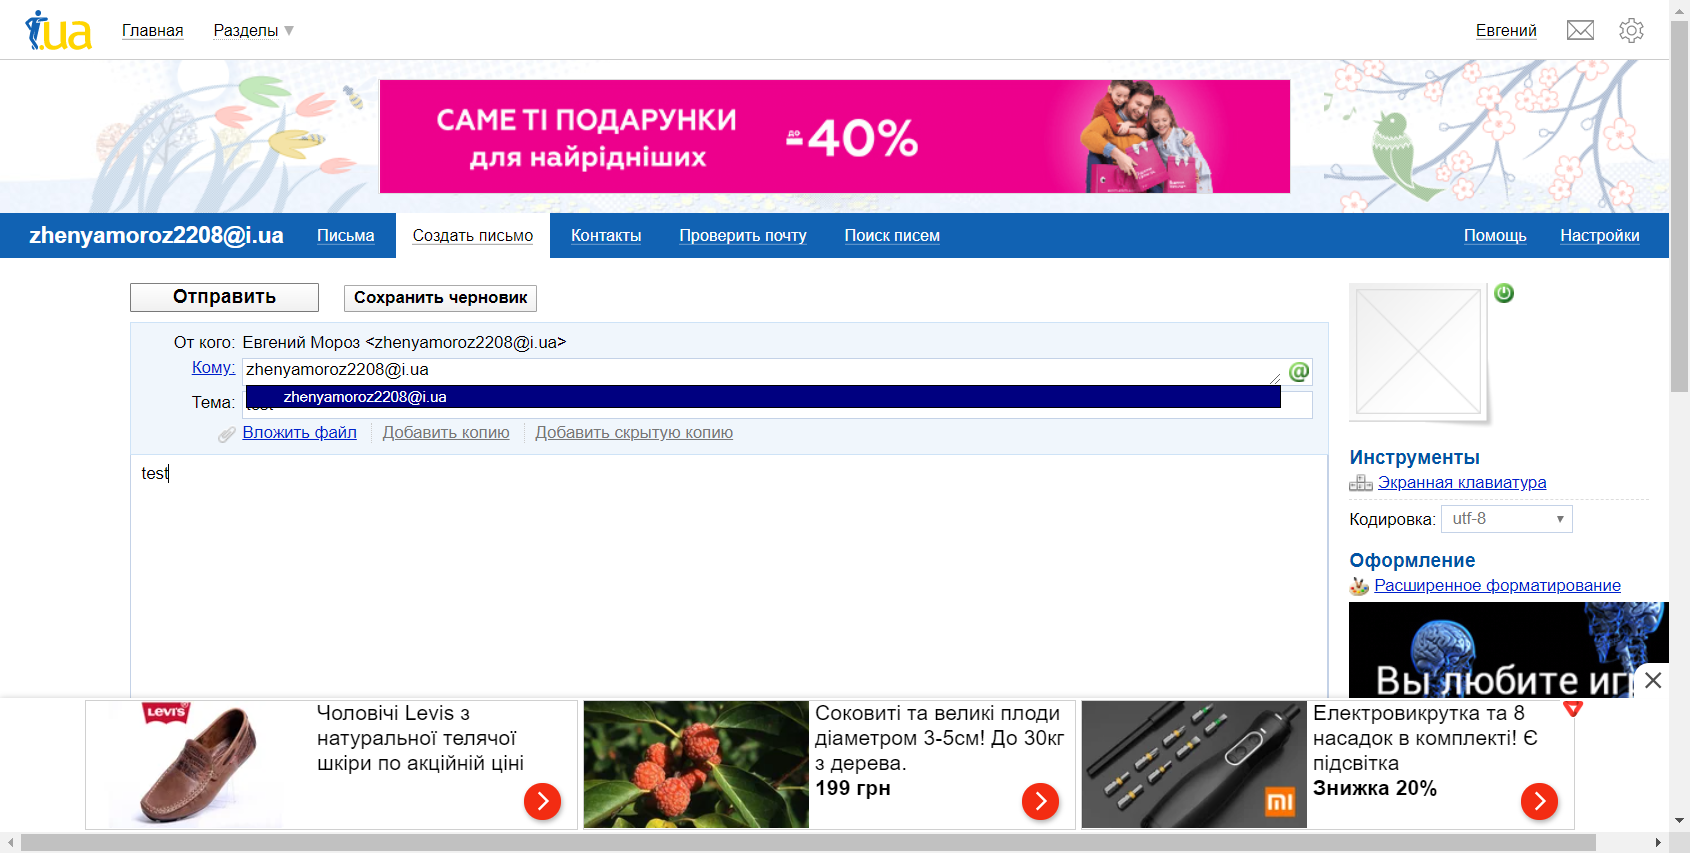 i.ua
Главная
Разделы
Евгений
САМЕ ТІ ПОДАРУНКИ
для найрідніших
до
-40%
zhenyamoroz2208@i.ua
Письма
Создать письмо
Контакты
Проверить почту
Поиск писем
Помощь
Настройки
Отправить
Сохранить черновик
От кого: Евгений Мороз <zhenyamoroz2208@i.ua>
Кому: zhenyamoroz2208@i.ua
zhenyamoroz2208@i.ua
Тема: test
Вложить файл
Добавить копию
Добавить скрытую копию
test
Инструменты
Экранная клавиатура
Кодировка: utf-8
Оформление
Расширенное форматирование
Вы любите иг
LEVI'S
Чоловічі Levis з
натуральної телячої
шкіри по акційній ціні
Соковиті та великі плоди
діаметром 3-5см! До 30кг
з дерева.
199 грн
mi
Електровикрутка та 8
насадок в комплекті! Є
підсвітка
Знижка 20%